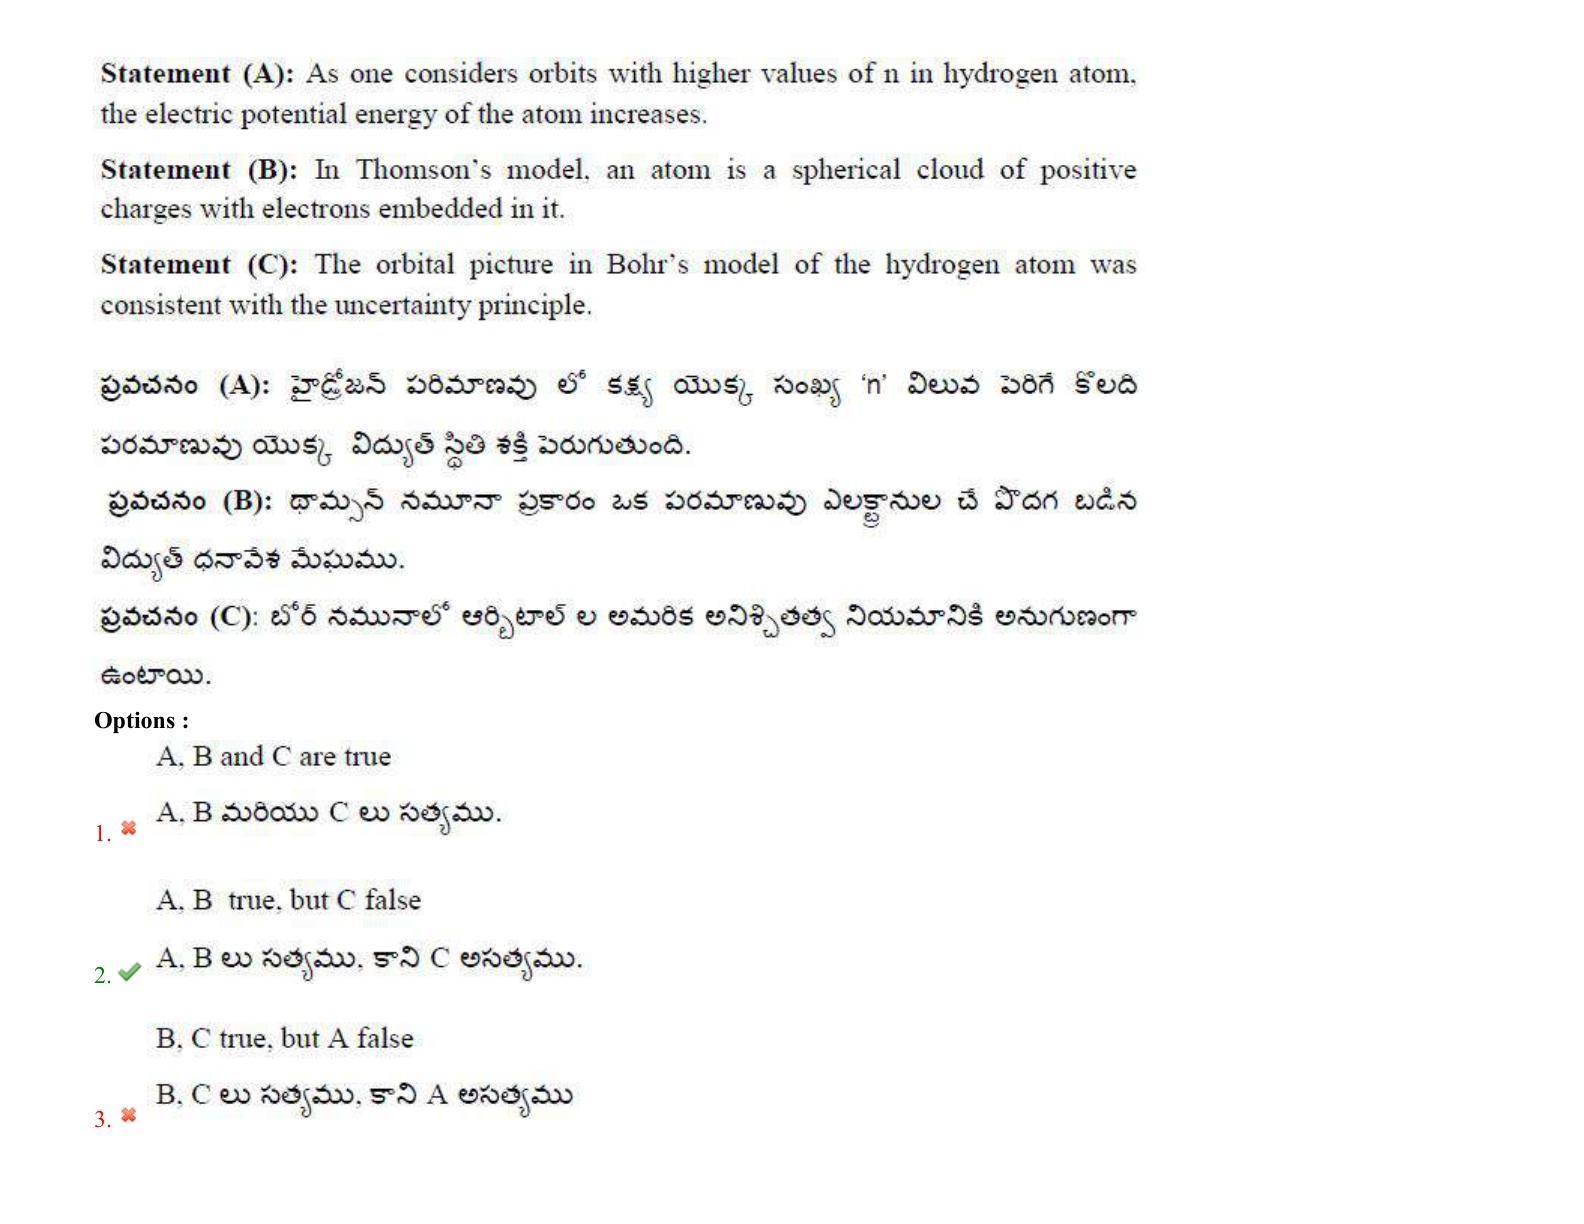 Statement (A): As one considers orbits with higher values of n in hydrogen atom,
the electric potential energy of the atom increases.
Statement (B): In Thomson's model, an atom is a spherical cloud of positive
charges with electrons embedded in it.
Statement (C): The orbital picture in Bohr's model of the hydrogen atom was
consistent with the uncertainty principle.
ప్రవచనం (A): హైడ్రోజన్ పరిమాణవు లో కక్ష్య యొక్క సంఖ్య ‘n’ విలువ పెరిగే కొలది
పరమాణువు యొక్క విద్యుత్ స్థితి శక్తి పెరుగుతుంది.
ప్రవచనం (B): థామ్సన్ నమూనా ప్రకారం ఒక పరమాణువు ఎలక్ట్రానుల చే పొదగ బడిన
విద్యుత్ ధనావేశ మేఘము.
ప్రవచనం (C): బోర్ నమునాలో ఆర్బిటాల్ ల అమరిక అనిశ్చితత్వ నియమానికి అనుగుణంగా
ఉంటాయి.
Options :
A, B and C are true
A, B మరియు C లు సత్యము.
1.
A, B true, but C false
A, B లు సత్యము, కాని C అసత్యము.
2.
B, C true, but A false
B, C లు సత్యము, కాని A అసత్యము
3.